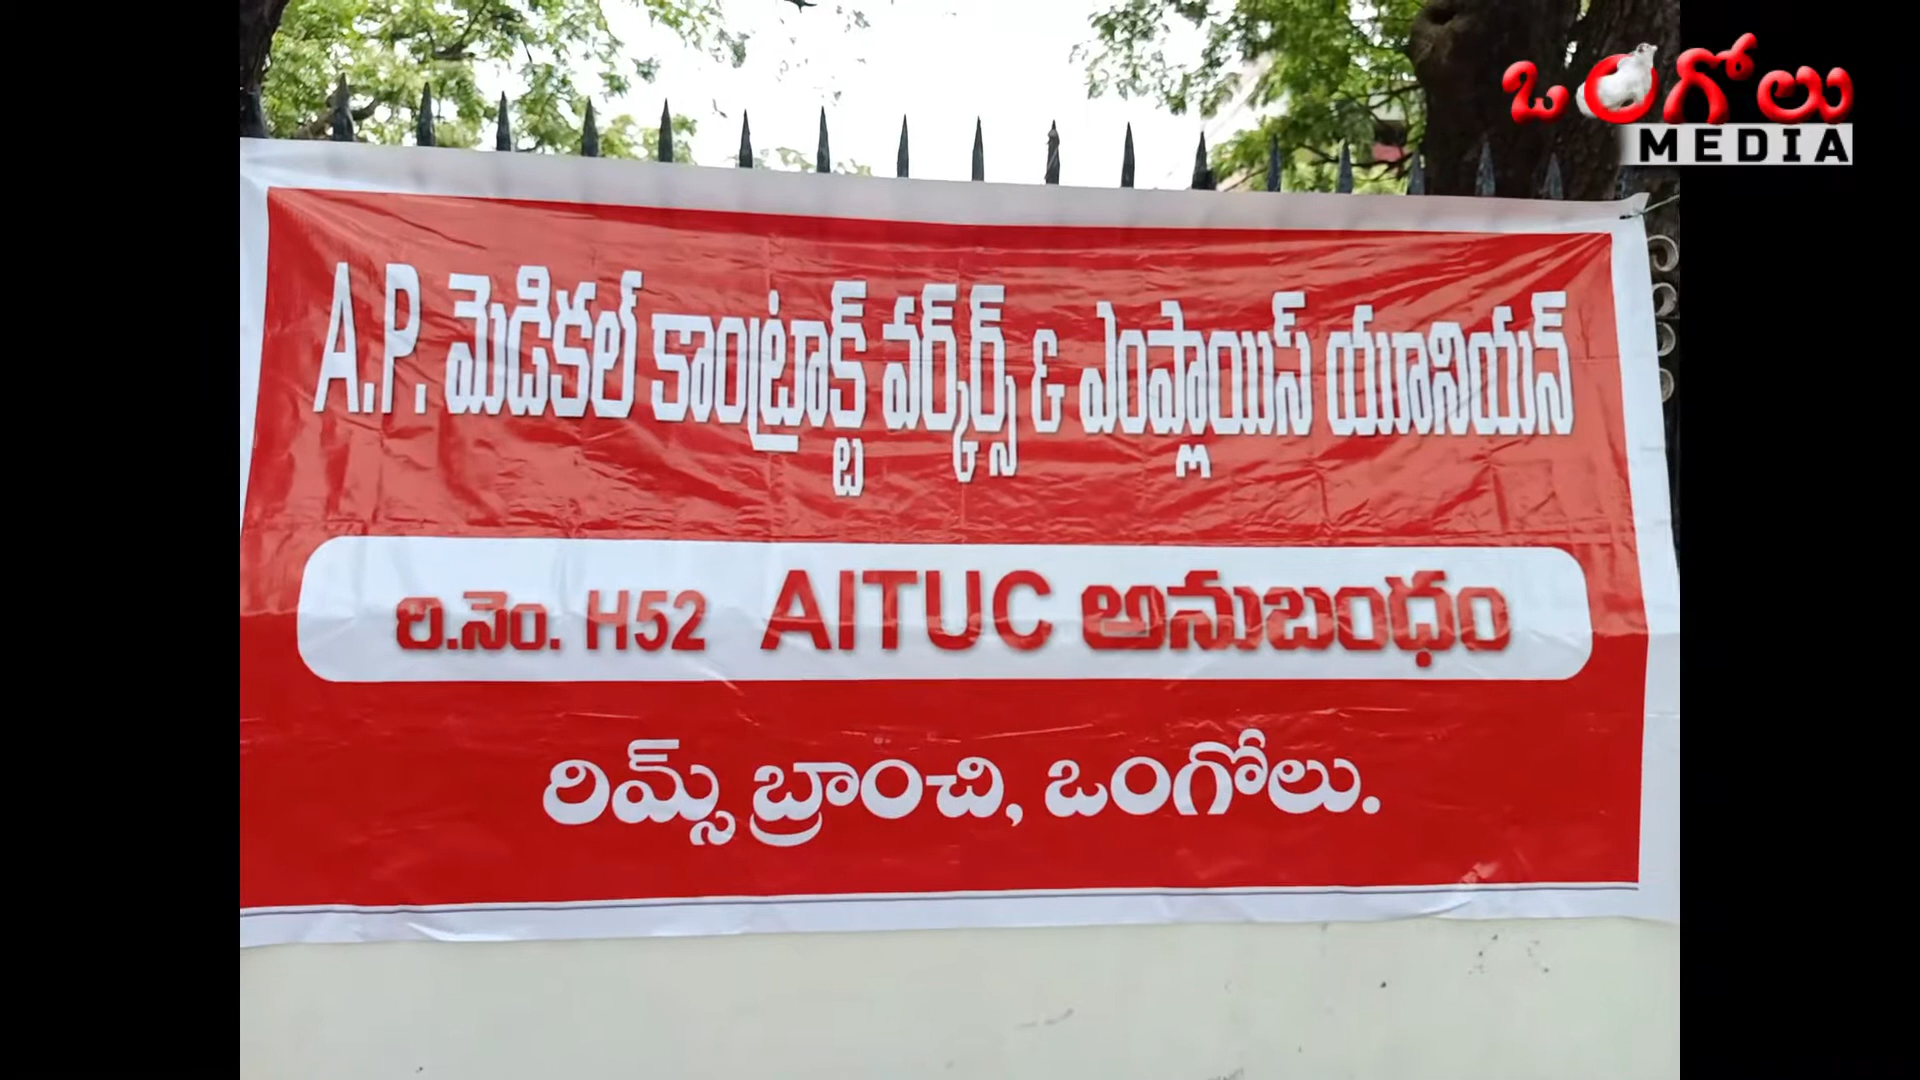 ఒంగోలు
MEDIA
A.P. మెడికల్ కాంట్రాక్ట్ వర్కర్స్ & ఎంప్లాయిస్ యూనియన్
రి.నెం. H52 AITUC అనుబంధం
రిమ్స్ బ్రాంచి, ఒంగోలు.